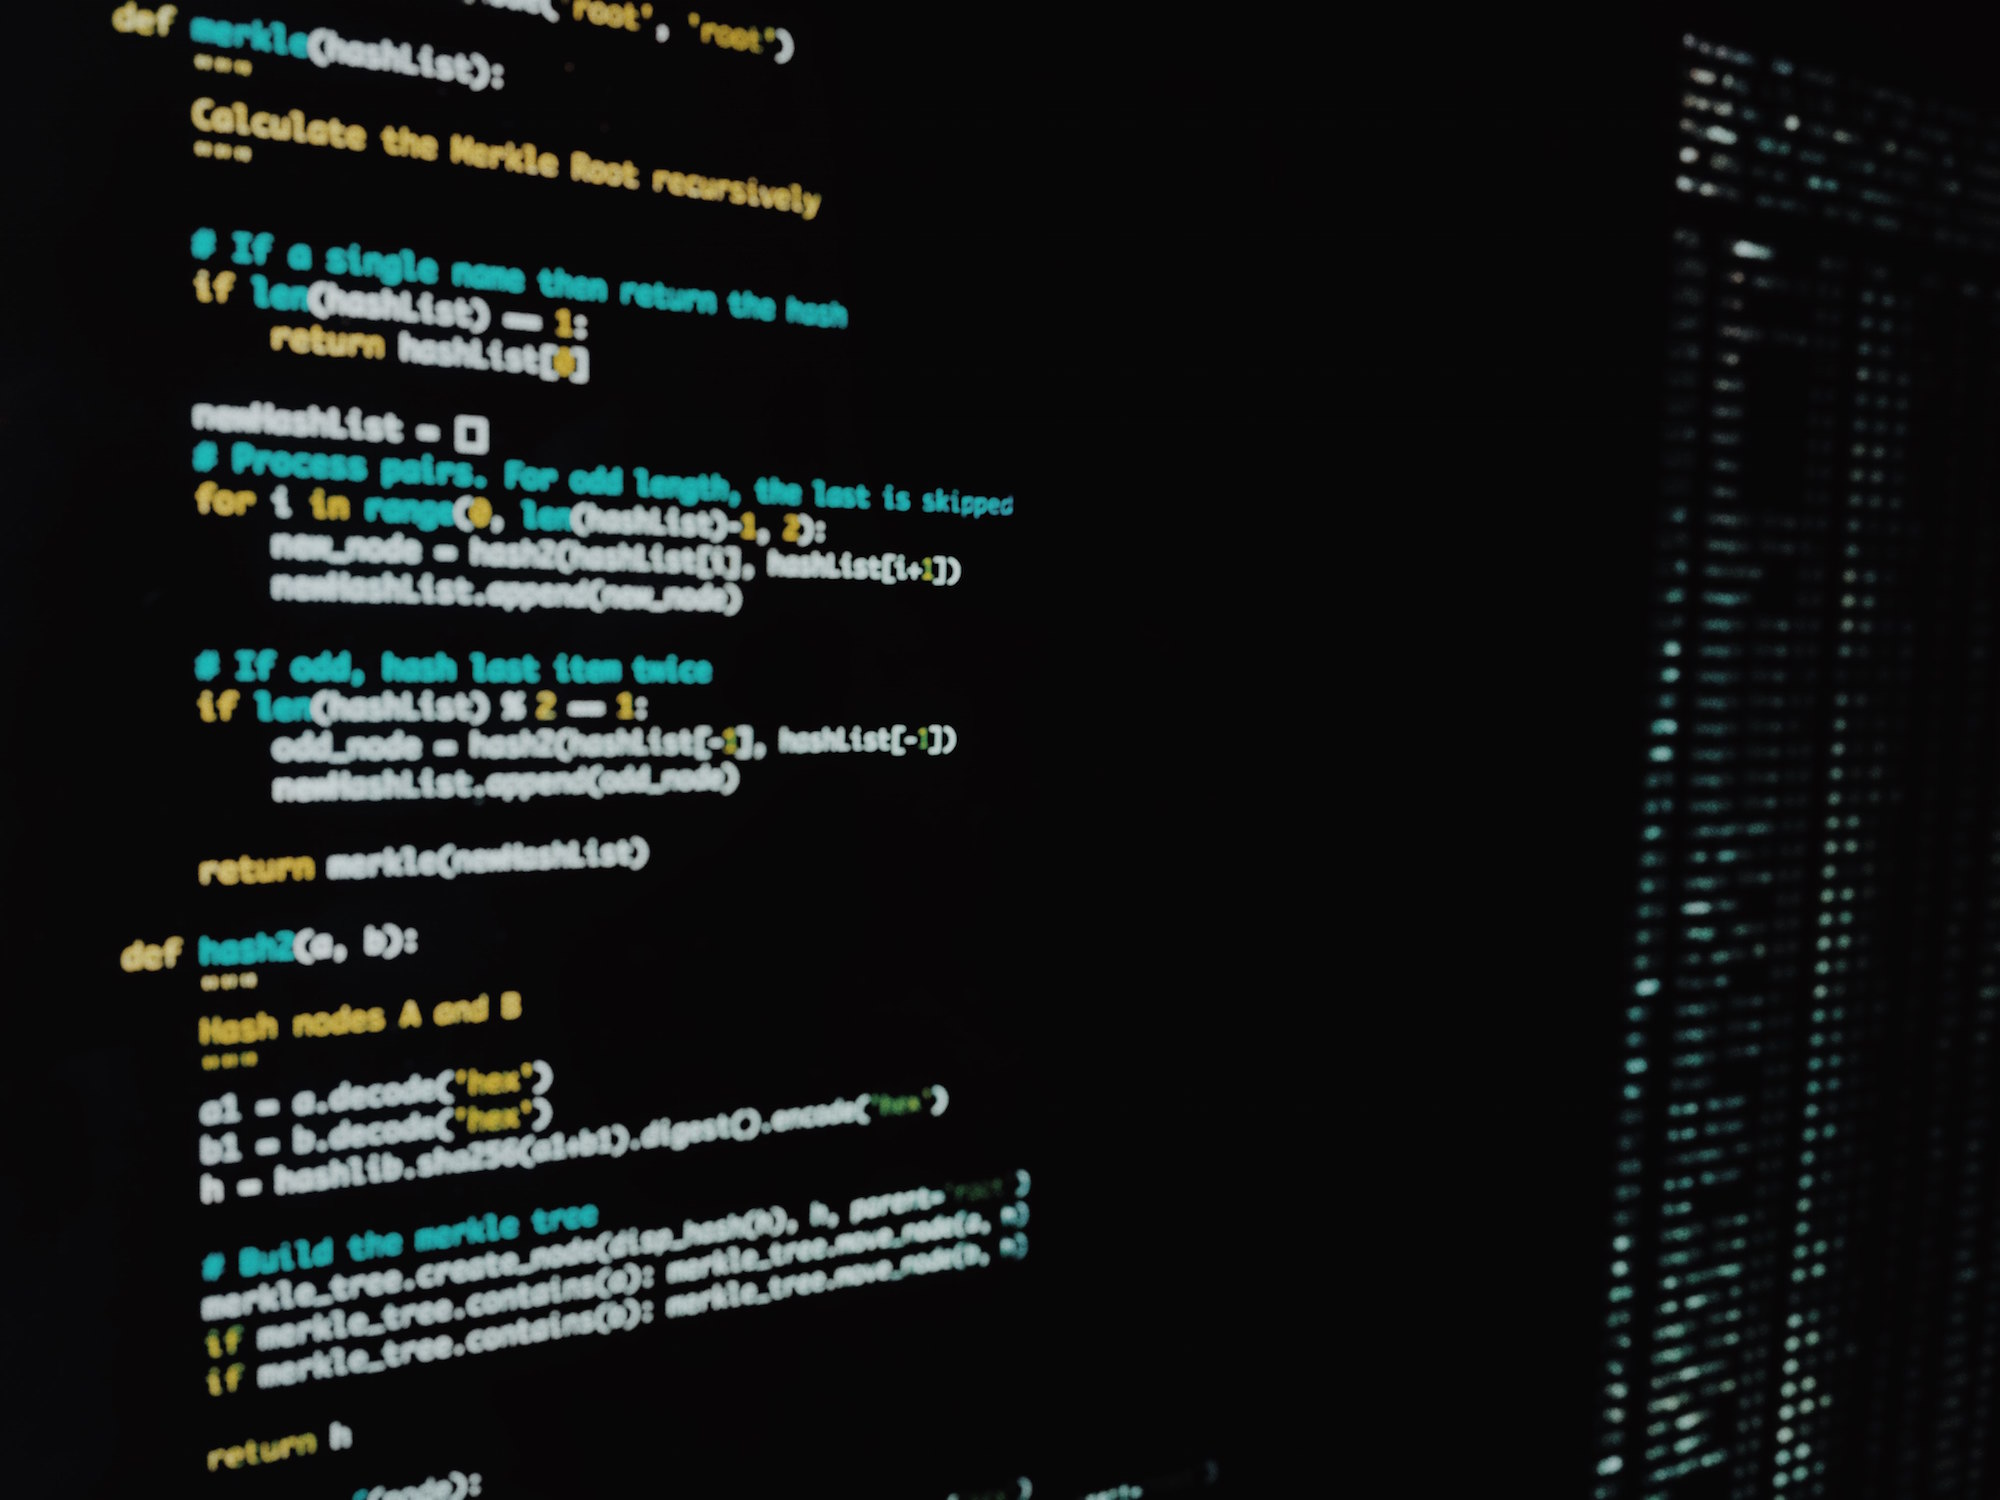 'root', 'root')
def merkle(hashList):
"""
Calculate the Merkle Root recursively
"""
# If a single name then return the hash
if len(hashList) == 1:
return hashList[0]
newHashList = []
# Process pairs. For odd length, the last is skipped
for i in range(0, len(hashList)-1, 2):
new_node = hash2(hashList[i], hashList[i+1])
newHashList.append(new_node)
# If odd, hash last item twice
if len(hashList) % 2 == 1:
odd_node = hash2(hashList[-1], hashList[-1])
newHashList.append(odd_node)
return merkle(newHashList)
def hash2(a, b):
"""
Hash nodes A and B
"""
a1 = a.decode('hex')
b1 = b.decode('hex')
h = hashlib.sha256(a1+b1).digest().encode('hex')
# Build the merkle tree
merkle_tree.create_node(disp_hash(h), h, parent='root')
if merkle_tree.contains(a): merkle_tree.move_node(a, h)
if merkle_tree.contains(b): merkle_tree.move_node(b, h)
return h